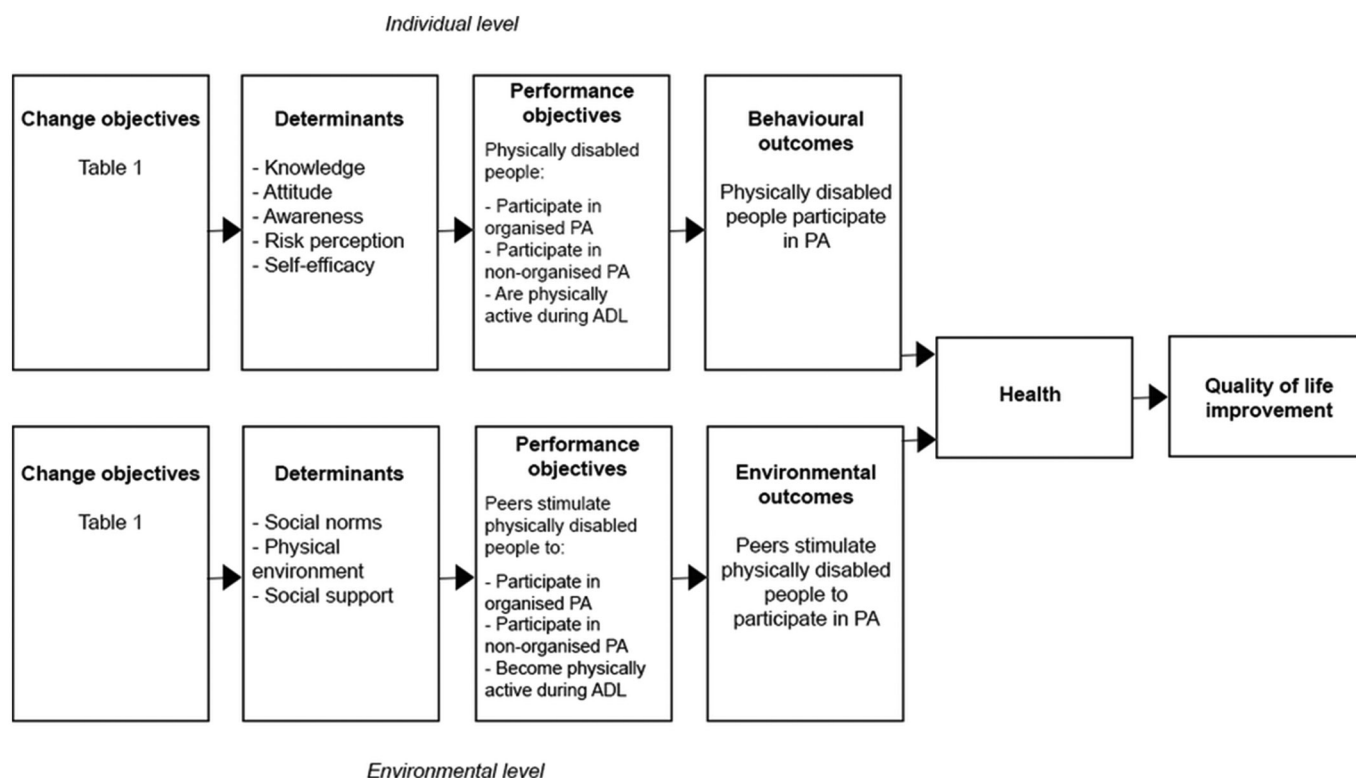 Individual level
Change objectives
Table 1
Determinants
- Knowledge
- Attitude
- Awareness
- Risk perception
- Self-efficacy
Performance
objectives
Physically disabled
people:
- Participate in
organised PA
- Participate in
non-organised PA
- Are physically
active during ADL
Behavioural
outcomes
Physically disabled
people participate
in PA
Health
Quality of life
improvement
Change objectives
Table 1
Determinants
- Social norms
- Physical
environment
- Social support
Performance
objectives
Peers stimulate
physically disabled
people to:
- Participate in
organised PA
- Participate in
non-organised PA
- Become physically
active during ADL
Environmental
outcomes
Peers stimulate
physically disabled
people to
participate in PA
Environmental level